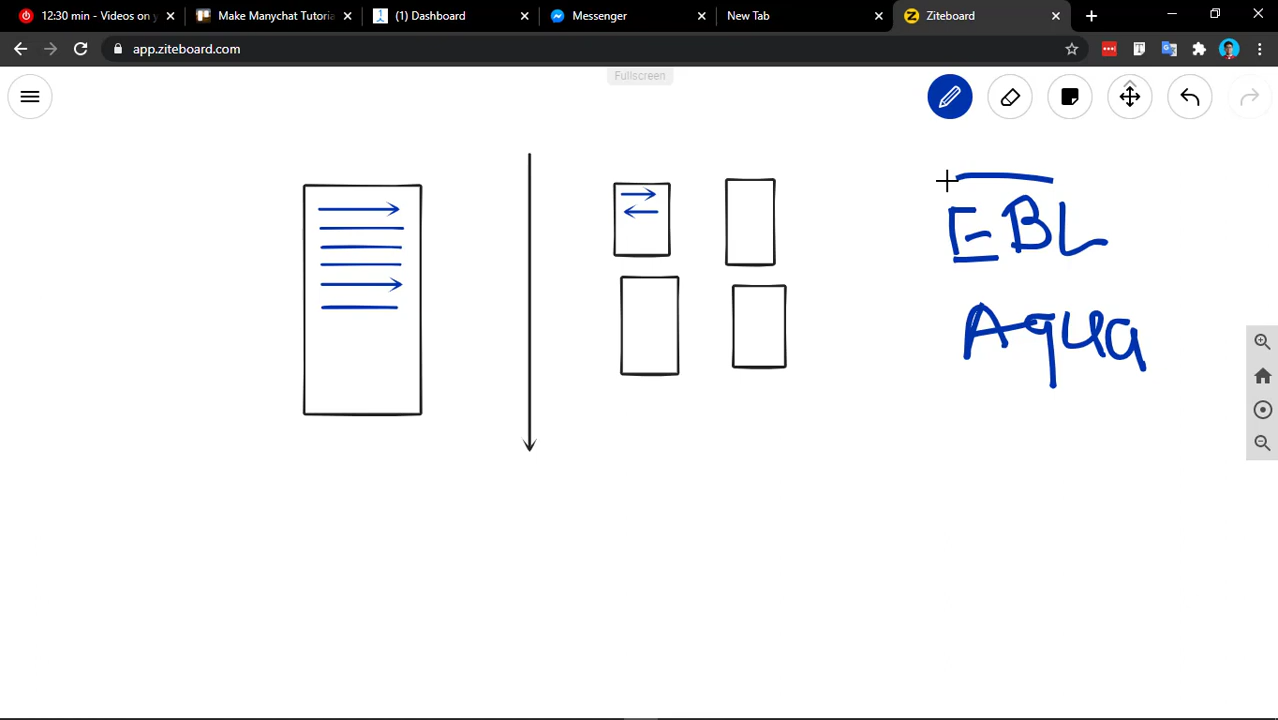 12:30 min - Videos on y
Make Manychat Tutoria
(1) Dashboard
Messenger
New Tab
Ziteboard
app.ziteboard.com
Fullscreen
EBL
Aqua